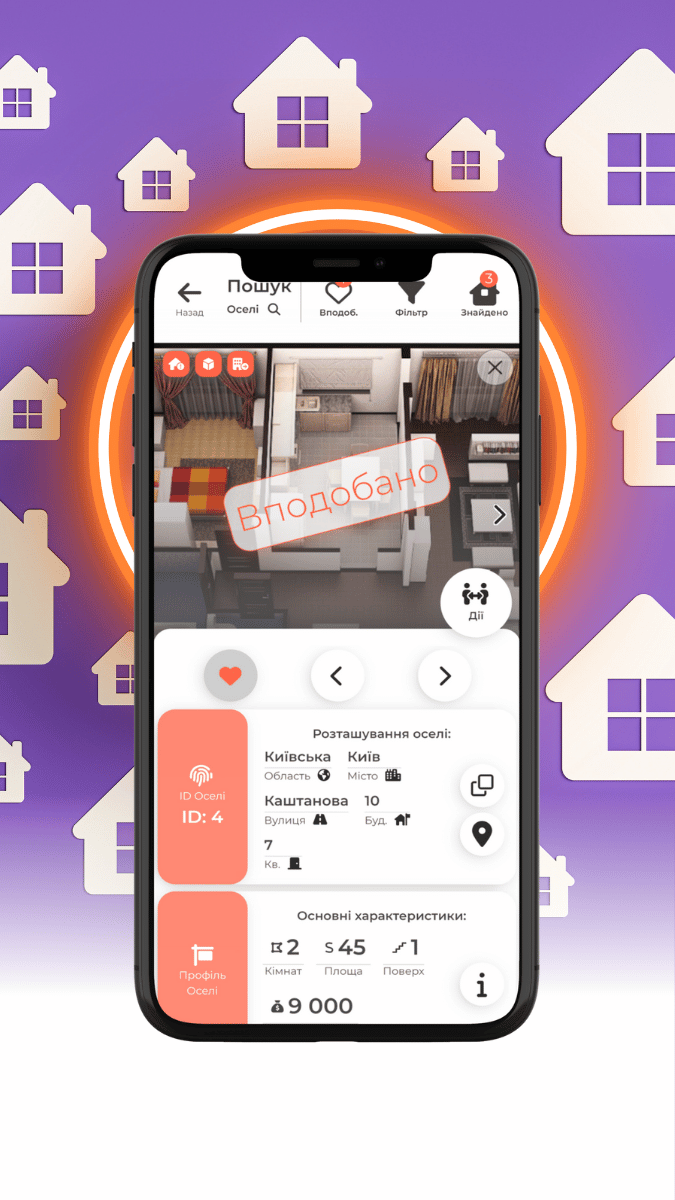 Пошук
Оселі
Назад
Вподоб.
Фільтр
3
Знайдено
Вподобано
Дії
Розташування оселі:
Київська Київ
Область Місто
ID Оселі
ID: 4
Каштанова 10
Вулиця Буд.
7
Кв.
Основні характеристики:
2 S 45 1
Кімнат Площа Поверх
Профіль
Оселі
i
9 000